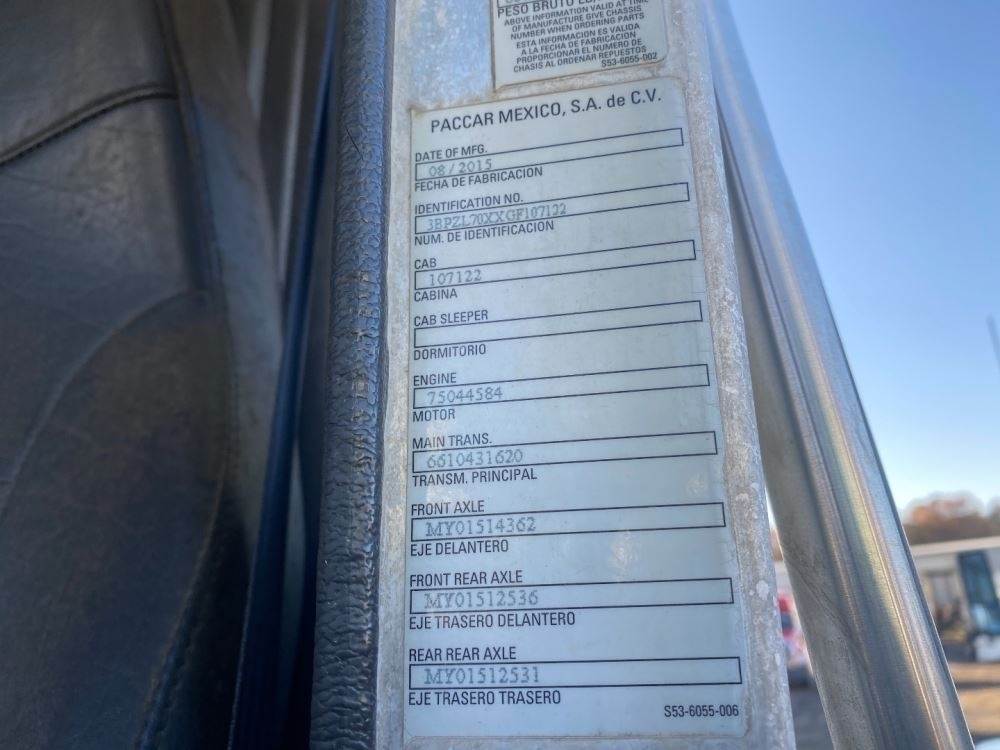 PESO BRUTO
ABOVE INFORMATION VALID AT TIME
OF MANUFACTURE GIVE CHASSIS
NUMBER WHEN ORDERING PARTS
ESTA INFORMACION ES VALIDA
A LA FECHA DE FABRICACION
PROPORCIONAR EL NUMERO DE
CHASIS AL ORDENAR REPUESTOS
S53-6055-002
PACCAR MEXICO, S.A. de C.V.
DATE OF MFG.
08/2015
FECHA DE FABRICACION
IDENTIFICATION NO.
3BPZL70XXGF107122
NUM. DE IDENTIFICACION
CAB
107122
CABINA
CAB SLEEPER
DORMITORIO
ENGINE
75044584
MOTOR
MAIN TRANS.
6610431620
TRANSM. PRINCIPAL
FRONT AXLE
MY01514362
EJE DELANTERO
FRONT REAR AXLE
MY01512536
EJE TRASERO DELANTERO
REAR REAR AXLE
MY01512531
EJE TRASERO TRASERO
S53-6055-006